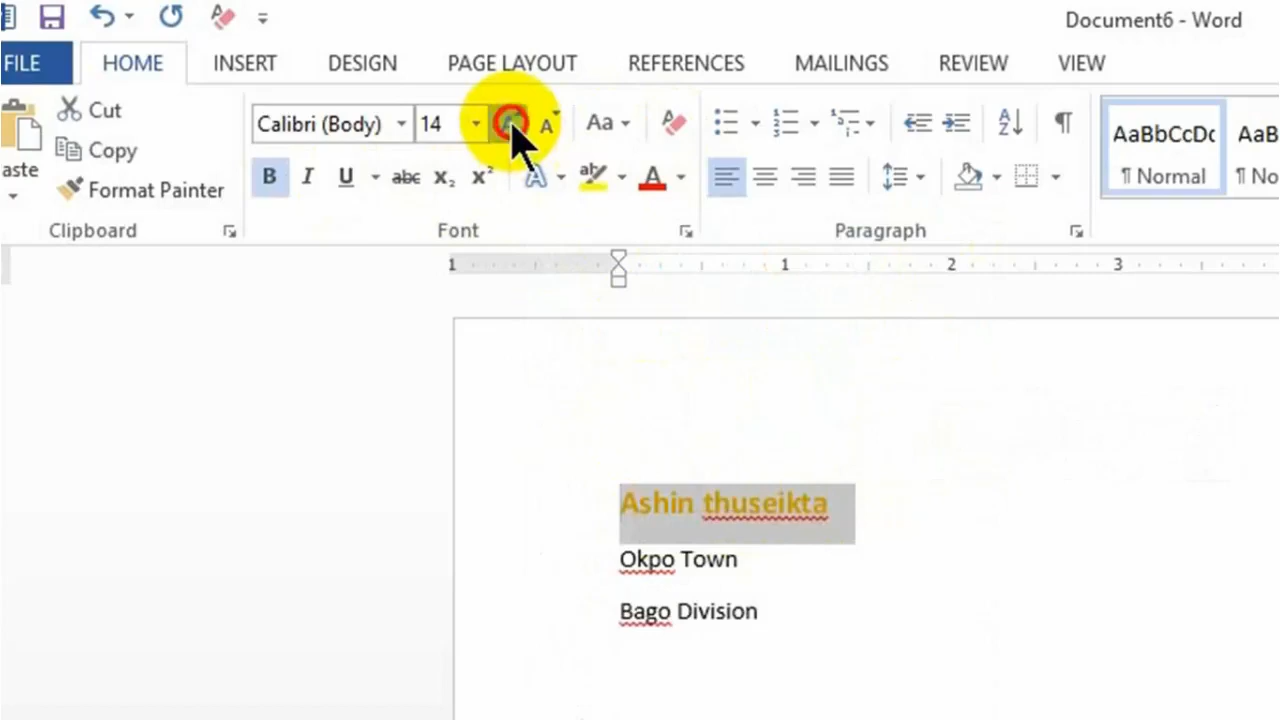 Document6 - Word
FILE HOME INSERT DESIGN PAGE LAYOUT REFERENCES MAILINGS REVIEW VIEW
Cut
Copy
aste
Format Painter
Clipboard
Calibri (Body) 14 A Aa
B I U abc X₂ X² A ab A
Font
Paragraph
AaBbCcDc AaB
¶ Normal ¶ No
1 1 2 3
Ashin thuseikta
Okpo Town
Bago Division